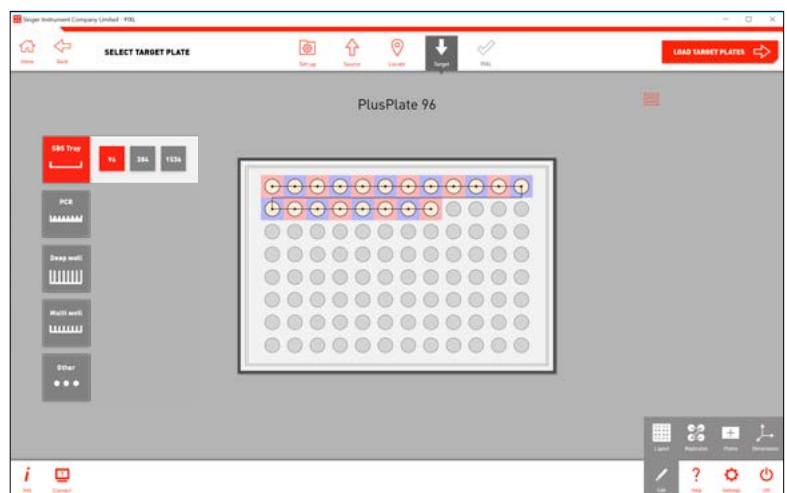 Singer Instrument Company Limited - PIXL
Home
Back
SELECT TARGET PLATE
Set up
Source
Locate
Target
PIXL
LOAD TARGET PLATES
PlusPlate 96
SBS Tray
96
384
1536
PCR
Deep well
Multi well
Other
Layout
Replicates
Plates
Dimensions
Info
Connect
Edit
Help
Settings
Off